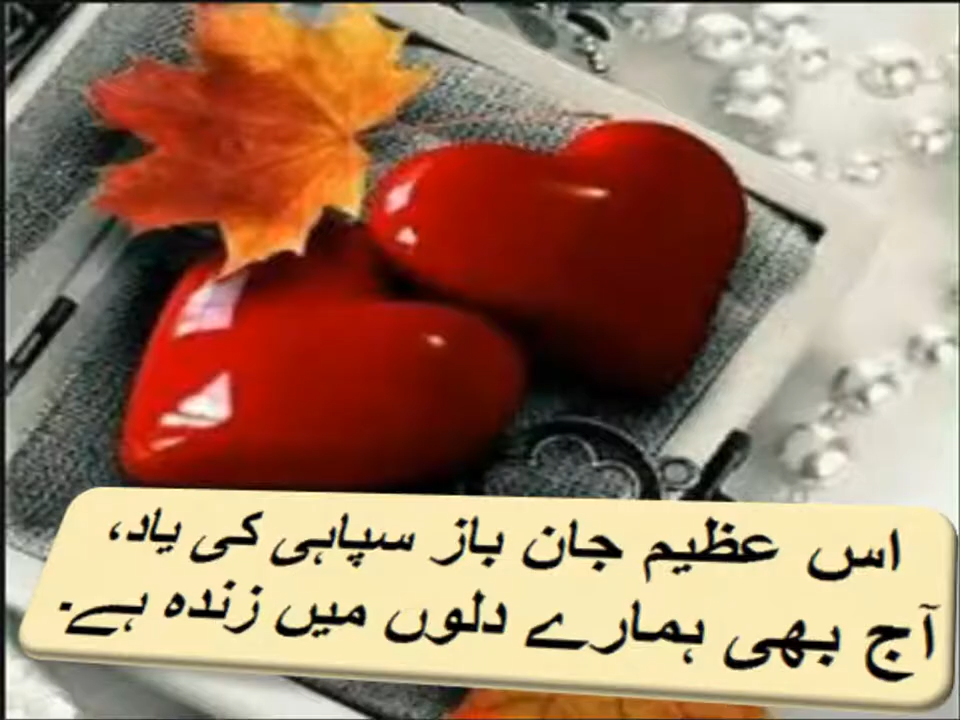 اس عظیم جان باز سپاہی کی یاد،
آج بھی ہمارے دلوں میں زندہ ہے۔